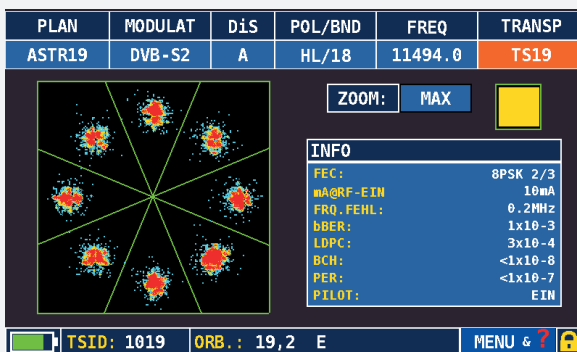 PLAN MODULAT DiS POL/BND FREQ TRANSP
ASTR19 DVB-S2 A HL/18 11494.0 TS19
ZOOM: MAX
INFO
FEC: 8PSK 2/3
mA@RF-EIN 10mA
FRQ.FEHL: 0.2MHz
bBER: 1x10-3
LDPC: 3x10-4
BCH: <1x10-8
PER: <1x10-7
PILOT: EIN
TSID: 1019 ORB.: 19,2 E MENU & ?